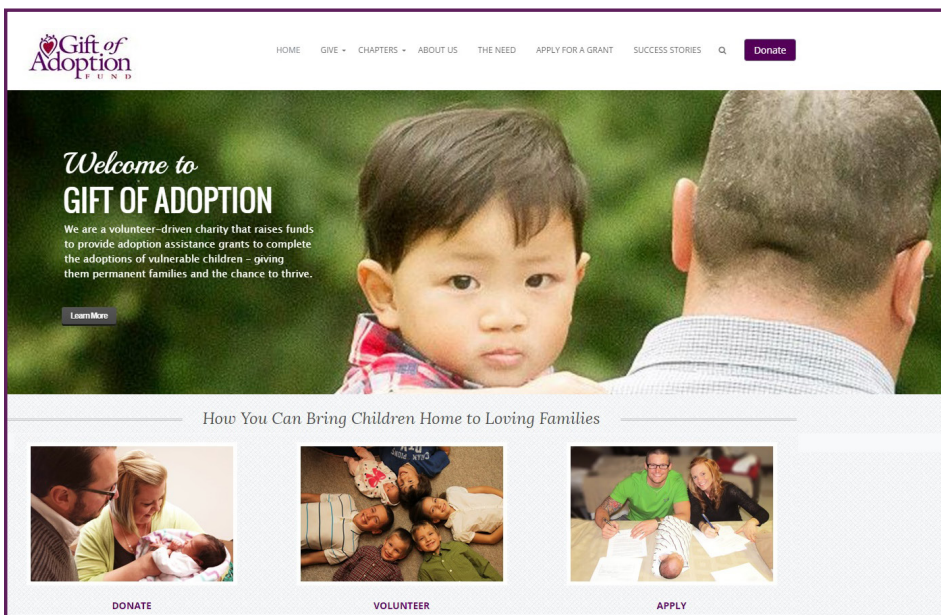 Gift of
Adoption
FUND
HOME GIVE CHAPTERS ABOUT US THE NEED APPLY FOR A GRANT SUCCESS STORIES Donate
Welcome to
GIFT OF ADOPTION
We are a volunteer-driven charity that raises funds
to provide adoption assistance grants to complete
the adoptions of vulnerable children – giving
them permanent families and the chance to thrive.
Learn More
How You Can Bring Children Home to Loving Families
DONATE VOLUNTEER APPLY